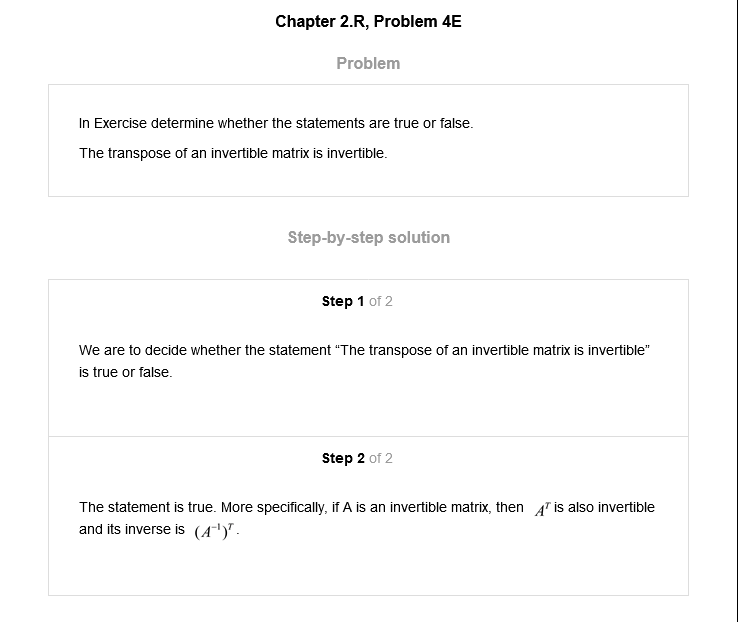 Chapter 2.R, Problem 4E
Problem
In Exercise determine whether the statements are true or false.
The transpose of an invertible matrix is invertible.
Step-by-step solution
Step 1 of 2
We are to decide whether the statement “The transpose of an invertible matrix is invertible”
is true or false.
Step 2 of 2
The statement is true. More specifically, if A is an invertible matrix, then Aᵀ is also invertible
and its inverse is (A⁻¹)ᵀ.